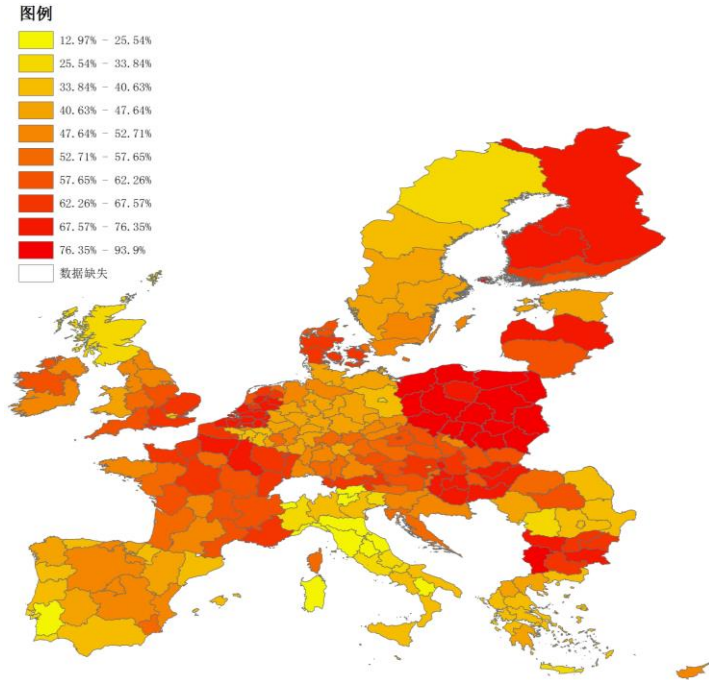 图例
12.97% - 25.54%
25.54% - 33.84%
33.84% - 40.63%
40.63% - 47.64%
47.64% - 52.71%
52.71% - 57.65%
57.65% - 62.26%
62.26% - 67.57%
67.57% - 76.35%
76.35% - 93.9%
数据缺失